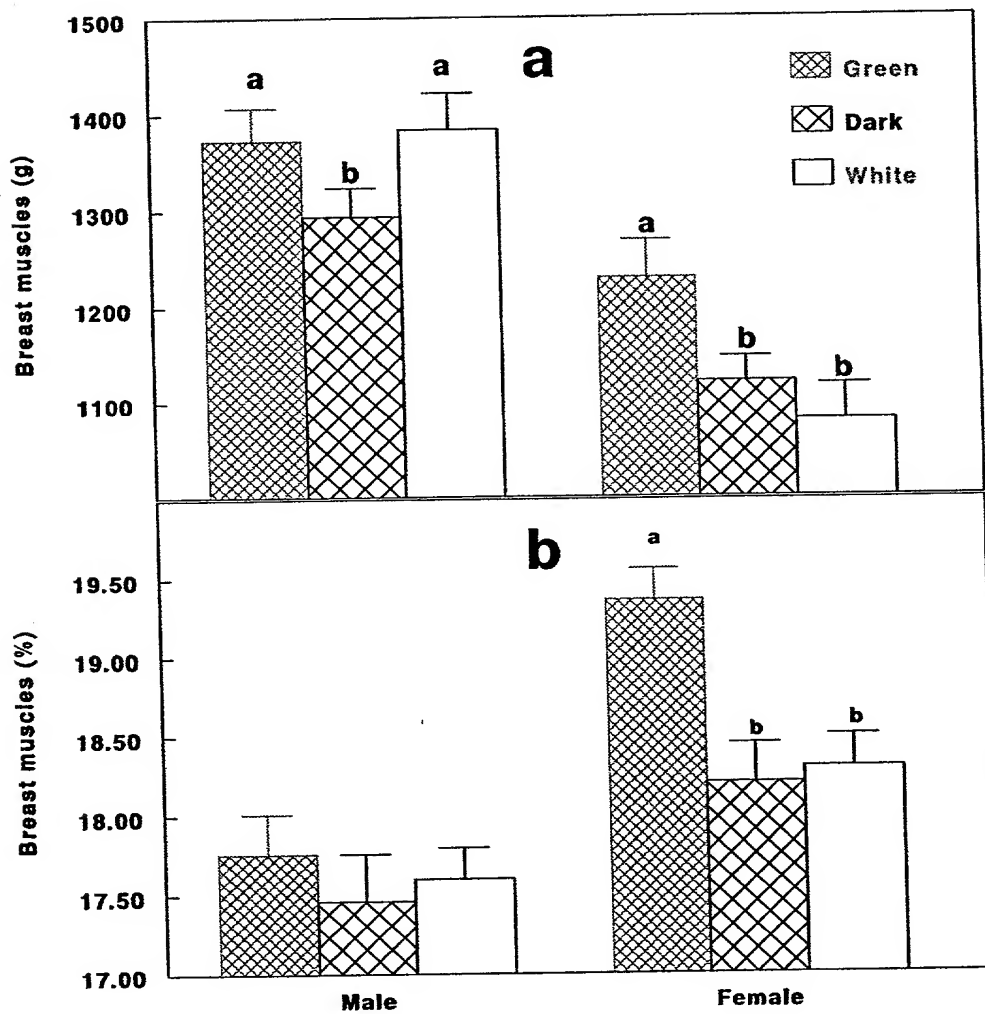 1500
1400
1300
1200
1100
Breast muscles (g)
a
a
b
a
a
b
b
Green
Dark
White
19.50
19.00
18.50
18.00
17.50
17.00
Breast muscles (%)
b
a
b
b
Male
Female